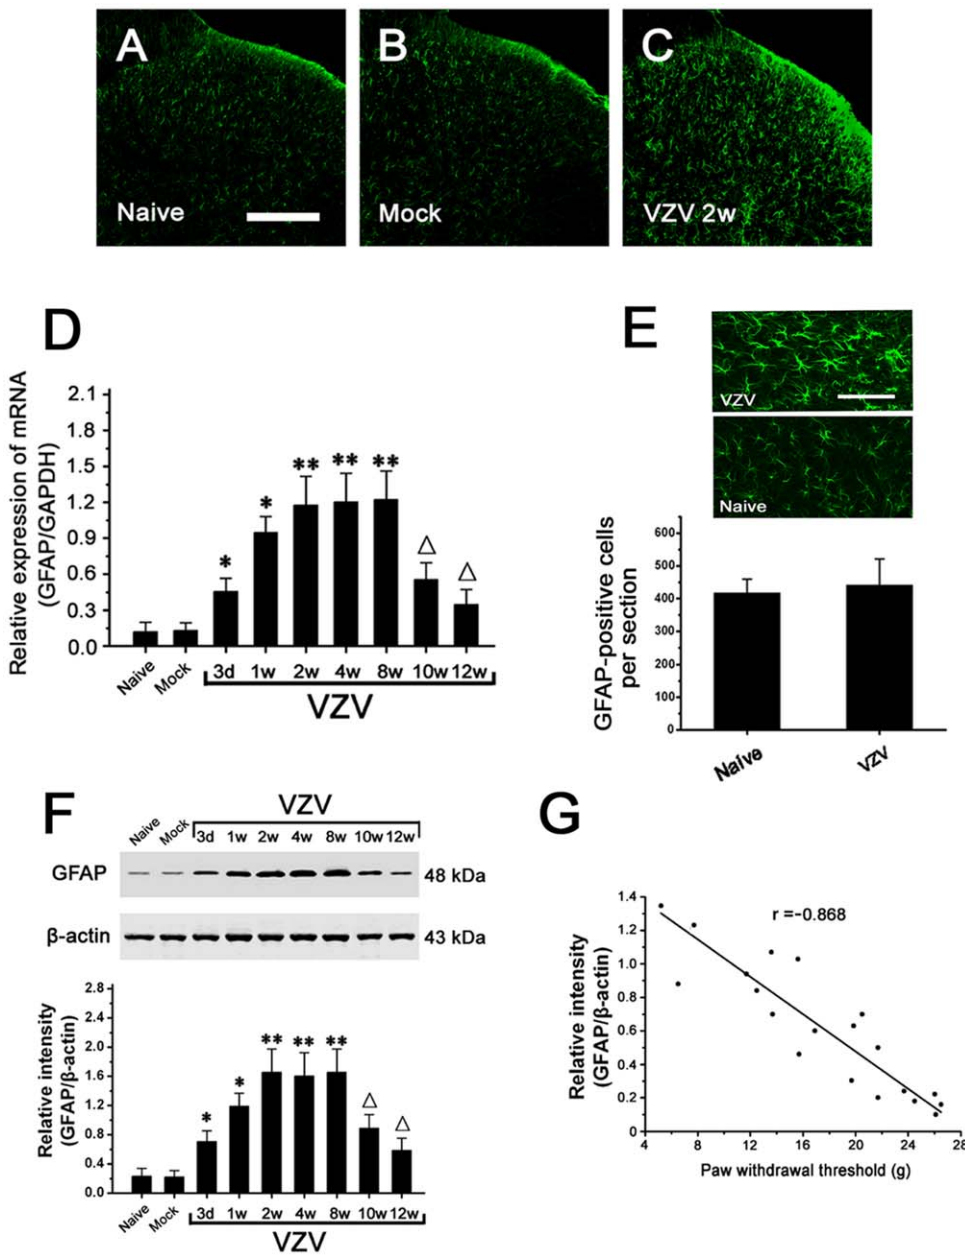 A
B
C
Naive
Mock
VZV 2w
D
Relative expression of mRNA
(GFAP/GAPDH)
2.1
1.8
1.5
1.2
0.9
0.6
0.3
0.0
* * ** ** ** △ △
Naive Mock 3d 1w 2w 4w 8w 10w 12w
VZV
E
VZV
Naive
GFAP-positive cells
per section
600
500
400
300
200
100
0
Naïve VZV
F
VZV
Naive Mock 3d 1w 2w 4w 8w 10w 12w
GFAP 48 kDa
β-actin 43 kDa
Relative intensity
(GFAP/β-actin)
2.8
2.4
2.0
1.6
1.2
0.8
0.4
0.0
* * ** ** ** △ △
Naive Mock 3d 1w 2w 4w 8w 10w 12w
VZV
G
r =-0.868
Relative intensity
(GFAP/β-actin)
1.4
1.2
1.0
0.8
0.6
0.4
0.2
0
4 8 12 16 20 24 28
Paw withdrawal threshold (g)